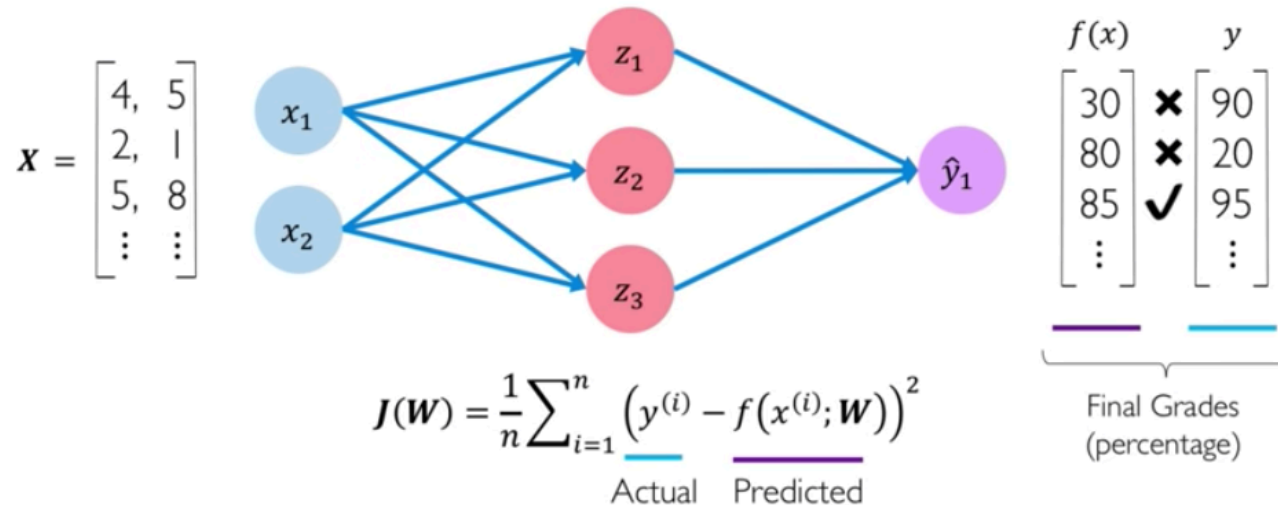 X = [4, 5
2, 1
5, 8
⋮ ⋮]
x₁
x₂
z₁
z₂
z₃
ŷ₁
f(x) y
30 ✖ 90
80 ✖ 20
85 ✔ 95
⋮ ⋮
Final Grades
(percentage)
J(W) = 1/n ∑ⁿᵢ₌₁ (y⁽ⁱ⁾ − f(x⁽ⁱ⁾; W))²
Actual Predicted